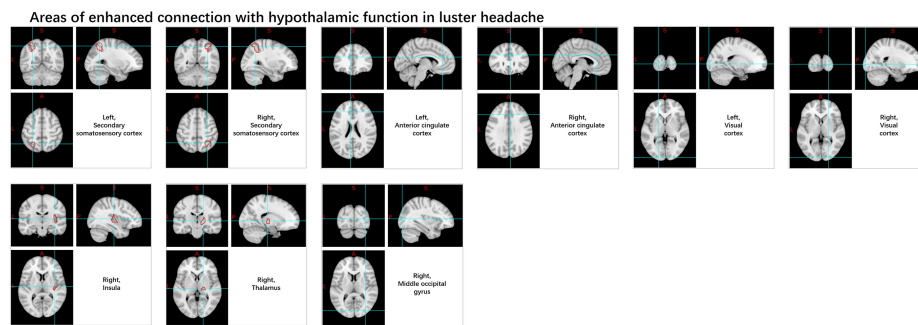 Areas of enhanced connection with hypothalamic function in luster headache
S
L
P
A
Left,
Secondary
somatosensory cortex
S
P
A
Right,
Secondary
somatosensory cortex
S
L
P
A
Left,
Anterior cingulate
cortex
S
L
P
A
Right,
Anterior cingulate
cortex
S
L
P
A
Left,
Visual
cortex
S
L
P
A
Right,
Visual
cortex
S
L
P
A
Right,
Insula
S
L
P
A
Right,
Thalamus
S
L
P
A
Right,
Middle occipital
gyrus